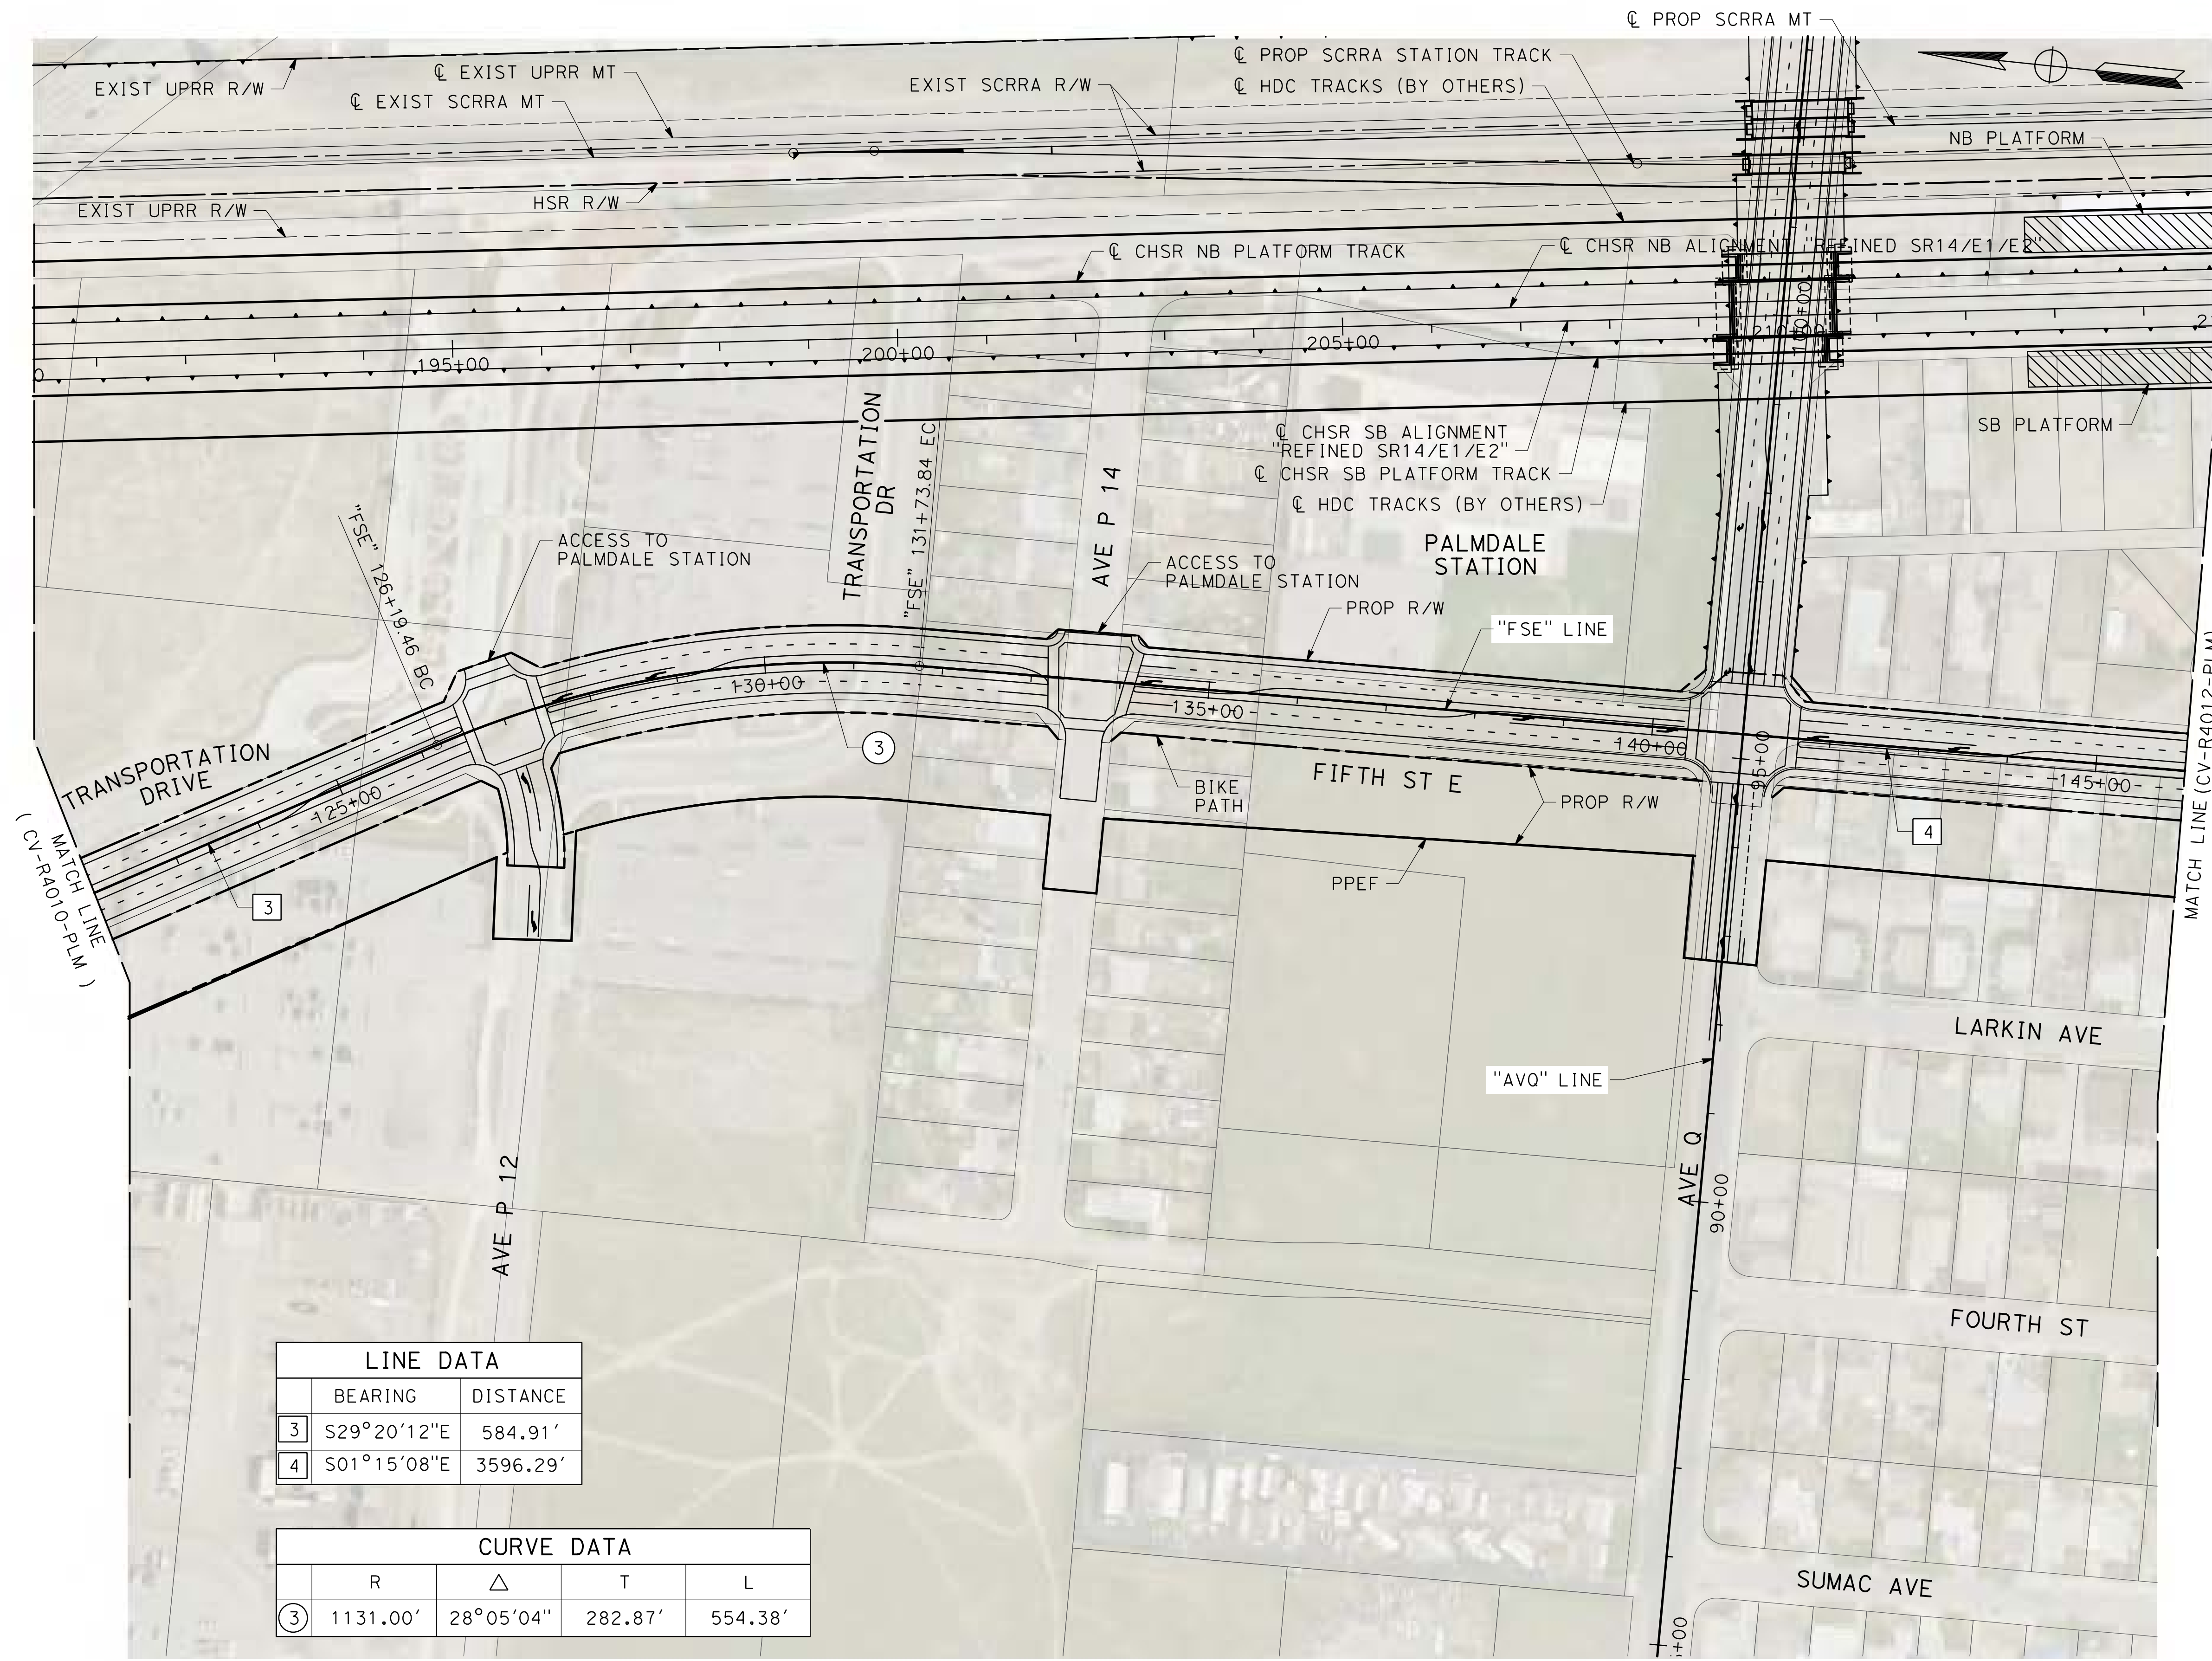 ℄ PROP SCRRA MT
℄ PROP SCRRA STATION TRACK
℄ EXIST UPRR MT
EXIST UPRR R/W
EXIST SCRRA R/W
℄ HDC TRACKS (BY OTHERS)
℄ EXIST SCRRA MT
NB PLATFORM
HSR R/W
EXIST UPRR R/W
℄ CHSR NB PLATFORM TRACK
℄ CHSR NB ALIGNMENT "REFINED SR14/E1/E2"
195+00
200+00
205+00
210+00
100+00
℄ CHSR SB ALIGNMENT
"REFINED SR14/E1/E2"
℄ CHSR SB PLATFORM TRACK
℄ HDC TRACKS (BY OTHERS)
SB PLATFORM
TRANSPORTATION
DR
"FSE" 131+73.84 EC
AVE P 14
"FSE" 126+19.46 BC
ACCESS TO
PALMDALE STATION
ACCESS TO
PALMDALE STATION
PALMDALE
STATION
PROP R/W
"FSE" LINE
130+00
135+00
140+00
145+00
95+00
3
TRANSPORTATION
DRIVE
125+00
BIKE
PATH
FIFTH ST E
PROP R/W
4
PPEF
3
MATCH LINE
( CV-R4010-PLM )
MATCH LINE (CV-R4012-PLM)
LARKIN AVE
"AVQ" LINE
AVE Q
90+00
AVE P 12
FOURTH ST
SUMAC AVE
LINE DATA
BEARING DISTANCE
3 S29°20'12"E 584.91'
4 S01°15'08"E 3596.29'
CURVE DATA
R △ T L
3 1131.00' 28°05'04" 282.87' 554.38'